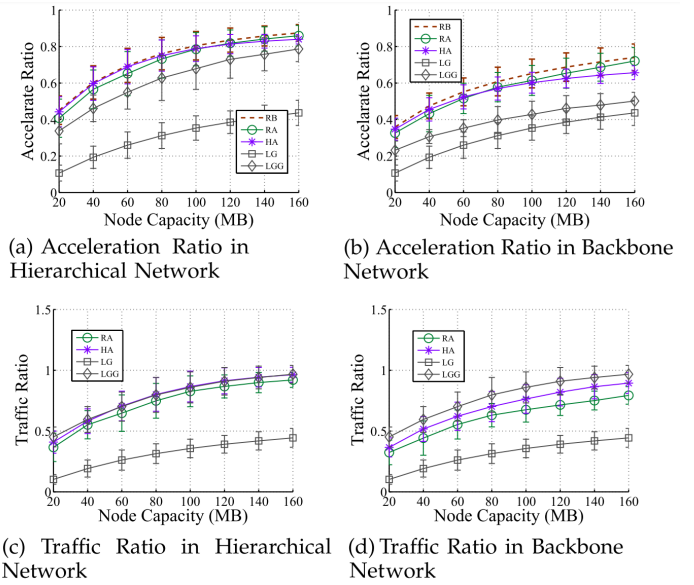 1
0.8
0.6
0.4
0.2
0
Accelarate Ratio
20 40 60 80 100 120 140 160
Node Capacity (MB)
RB
RA
HA
LG
LGG
(a) Acceleration Ratio in
Hierarchical Network
1
0.8
0.6
0.4
0.2
0
Accelarate Ratio
20 40 60 80 100 120 140 160
Node Capacity (MB)
RB
RA
HA
LG
LGG
(b) Acceleration Ratio in Backbone
Network
1.5
1
0.5
0
Traffic Ratio
20 40 60 80 100 120 140 160
Node Capacity (MB)
RA
HA
LG
LGG
(c) Traffic Ratio in Hierarchical
Network
1.5
1
0.5
0
Traffic Ratio
20 40 60 80 100 120 140 160
Node Capacity (MB)
RA
HA
LG
LGG
(d) Traffic Ratio in Backbone
Network